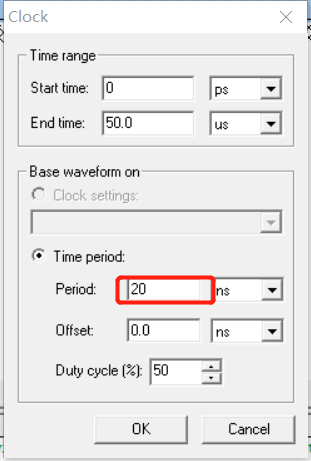 Clock
Time range
Start time: 0 ps
End time: 50.0 us
Base waveform on
Clock settings:
Time period:
Period: 20 ns
Offset: 0.0 ns
Duty cycle (%): 50
OK Cancel